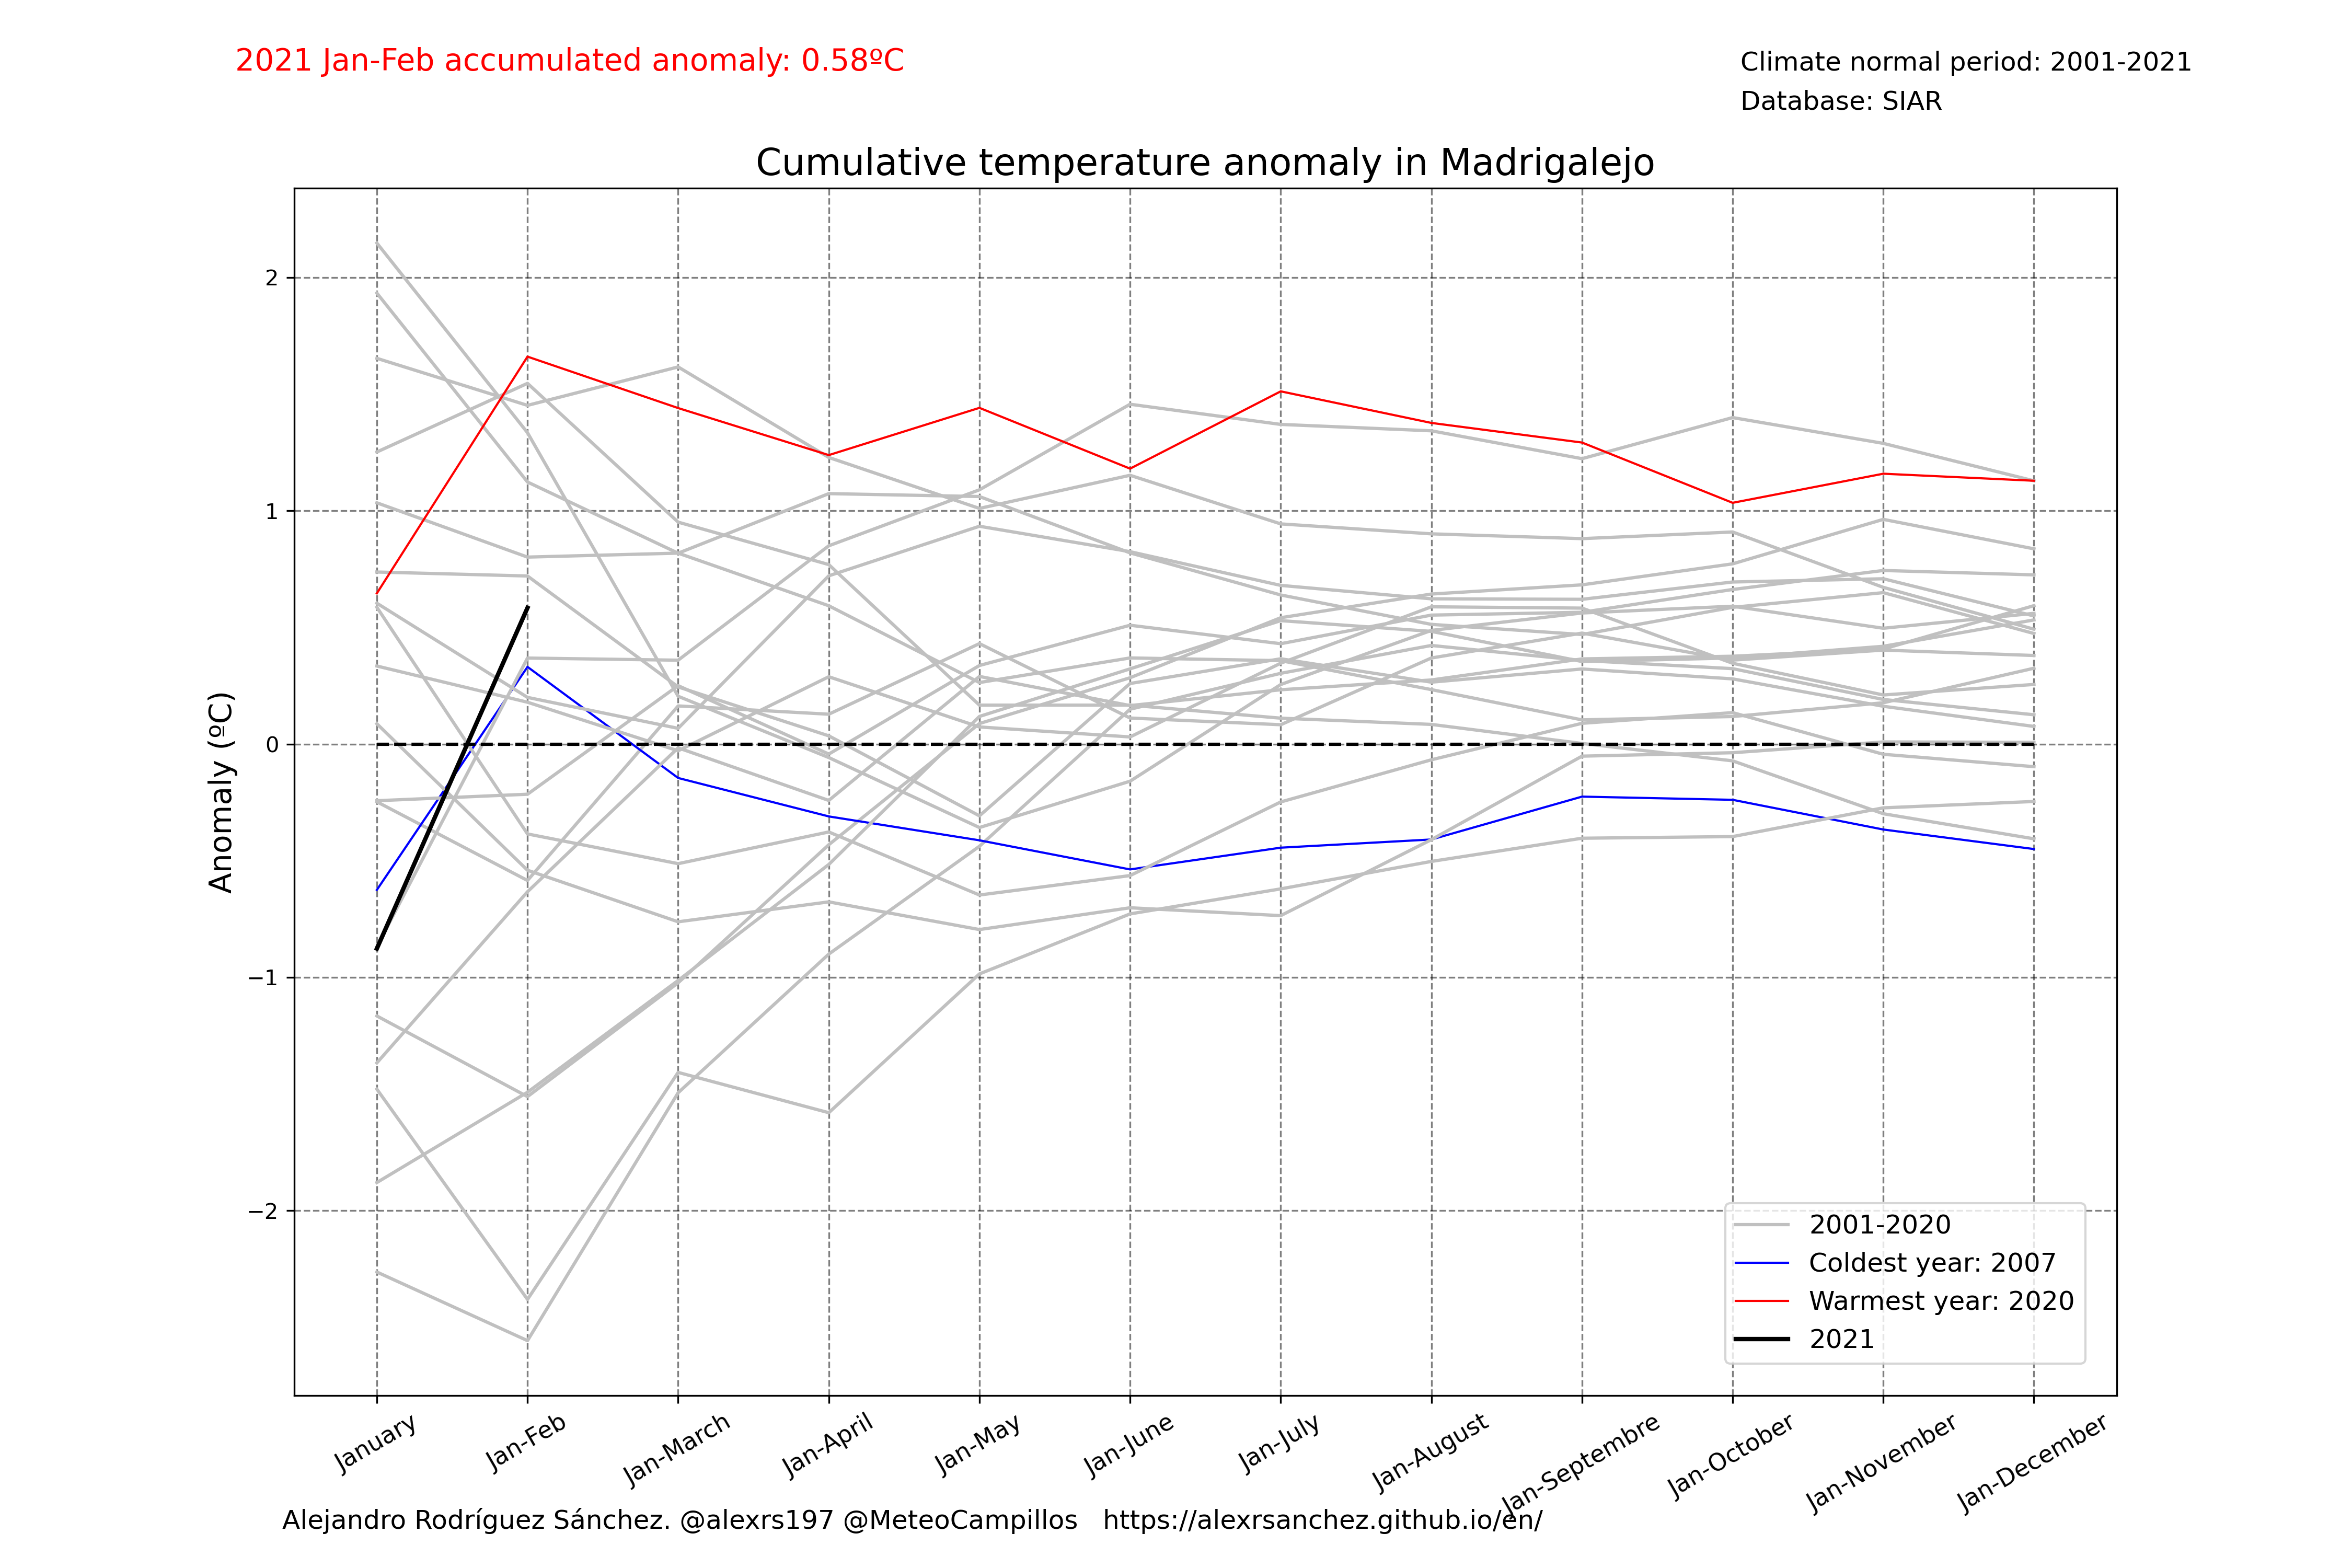 2021 Jan-Feb accumulated anomaly: 0.58ºC
Climate normal period: 2001-2021
Database: SIAR
Cumulative temperature anomaly in Madrigalejo
Anomaly (ºC)
2
1
0
−1
−2
2001-2020
Coldest year: 2007
Warmest year: 2020
2021
January
Jan-Feb
Jan-March
Jan-April
Jan-May
Jan-June
Jan-July
Jan-August
Jan-Septembre
Jan-October
Jan-November
Jan-December
Alejandro Rodríguez Sánchez. @alexrs197 @MeteoCampillos https://alexrsanchez.github.io/en/